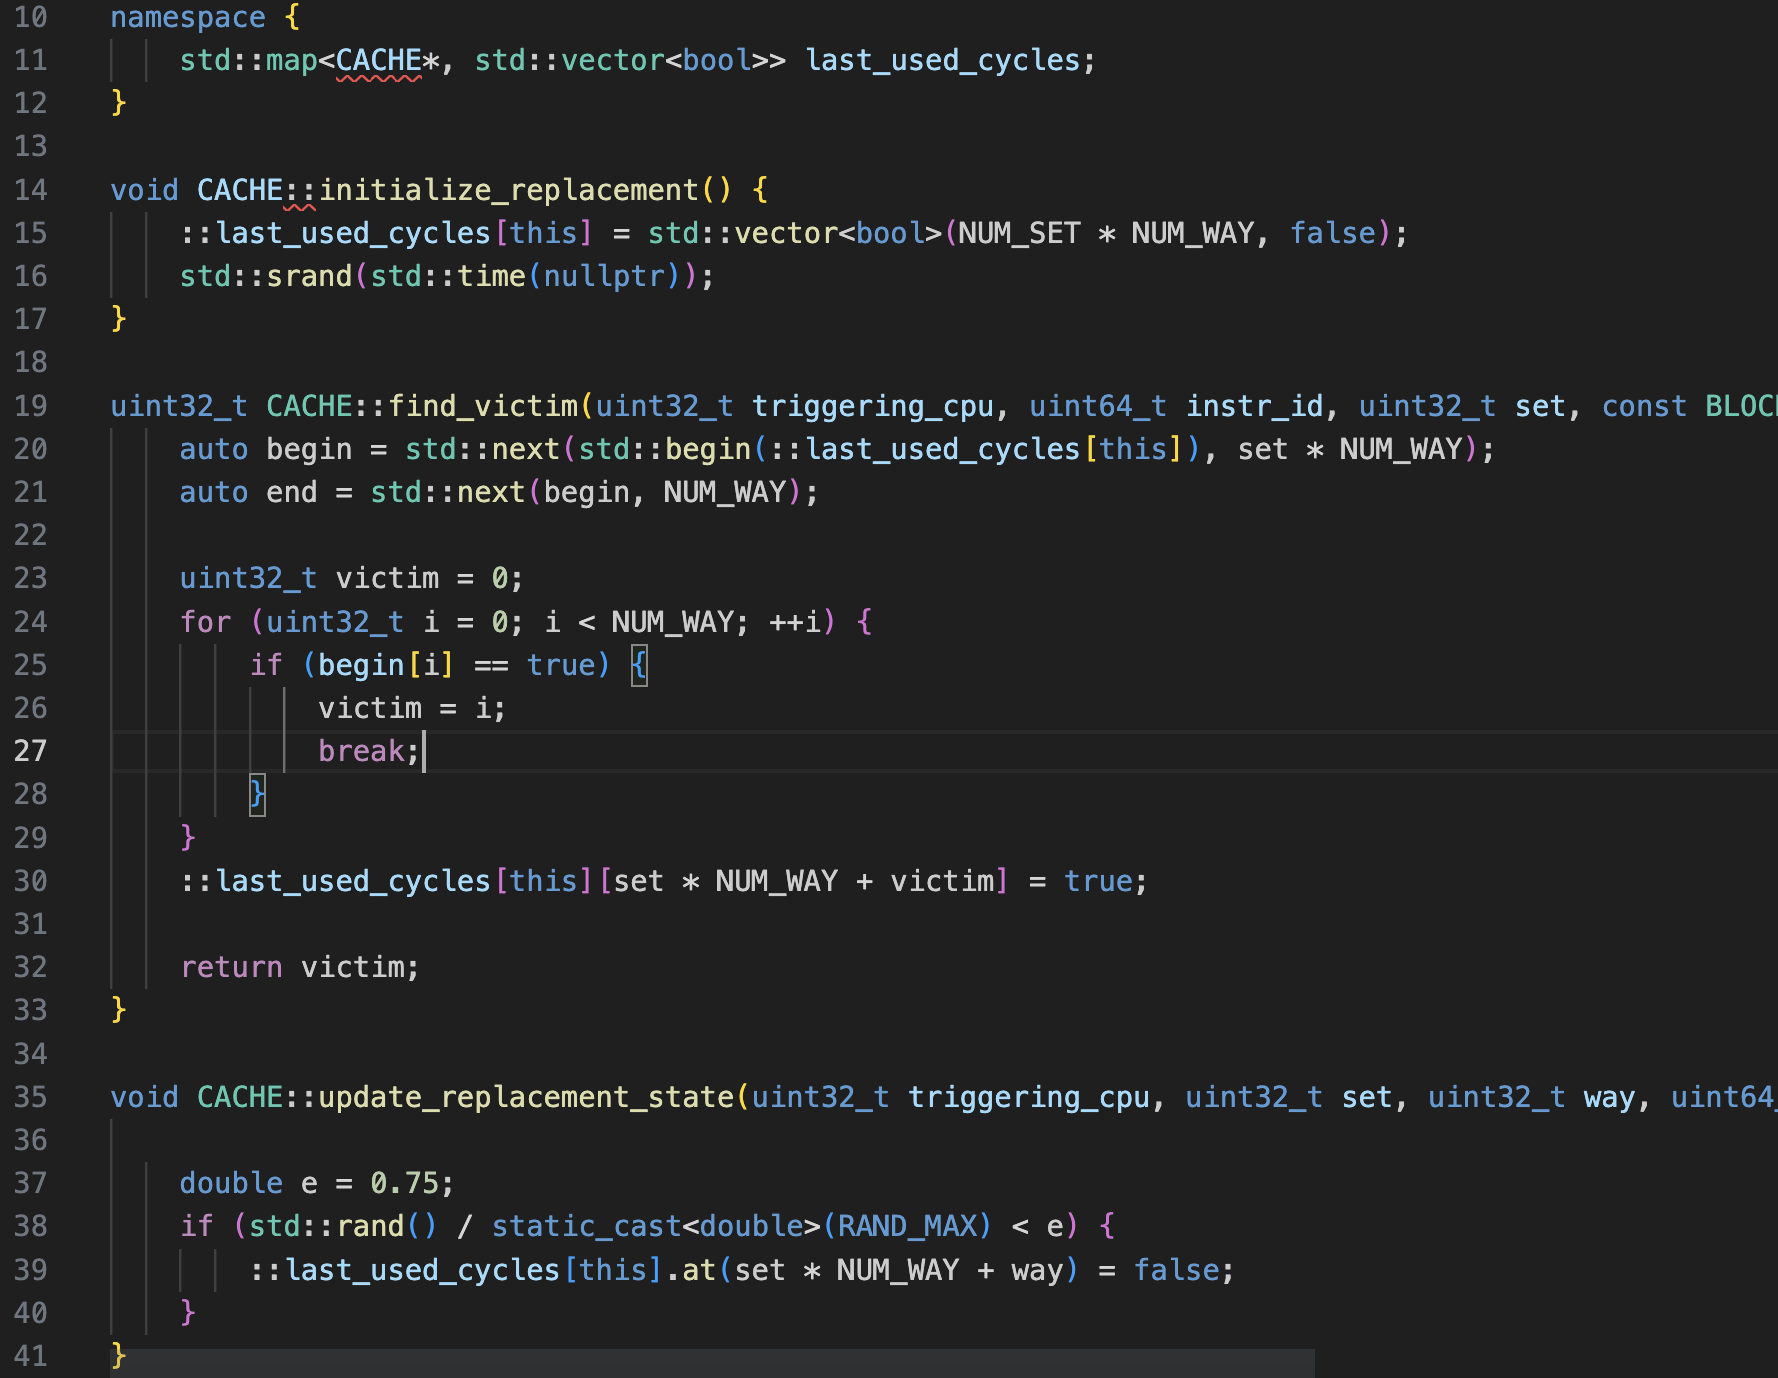 10 namespace {
11     std::map<CACHE*, std::vector<bool>> last_used_cycles;
12 }
13
14 void CACHE::initialize_replacement() {
15     ::last_used_cycles[this] = std::vector<bool>(NUM_SET * NUM_WAY, false);
16     std::srand(std::time(nullptr));
17 }
18
19 uint32_t CACHE::find_victim(uint32_t triggering_cpu, uint64_t instr_id, uint32_t set, const BLOC
20     auto begin = std::next(std::begin(::last_used_cycles[this]), set * NUM_WAY);
21     auto end = std::next(begin, NUM_WAY);
22
23     uint32_t victim = 0;
24     for (uint32_t i = 0; i < NUM_WAY; ++i) {
25         if (begin[i] == true) {
26             victim = i;
27             break;
28         }
29     }
30     ::last_used_cycles[this][set * NUM_WAY + victim] = true;
31
32     return victim;
33 }
34
35 void CACHE::update_replacement_state(uint32_t triggering_cpu, uint32_t set, uint32_t way, uint64_
36
37     double e = 0.75;
38     if (std::rand() / static_cast<double>(RAND_MAX) < e) {
39         ::last_used_cycles[this].at(set * NUM_WAY + way) = false;
40     }
41 }